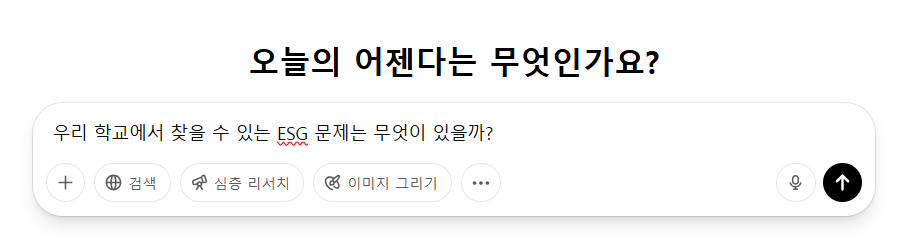 오늘의 어젠다는 무엇인가요?
우리 학교에서 찾을 수 있는 ESG 문제는 무엇이 있을까?
검색 심층 리서치 이미지 그리기